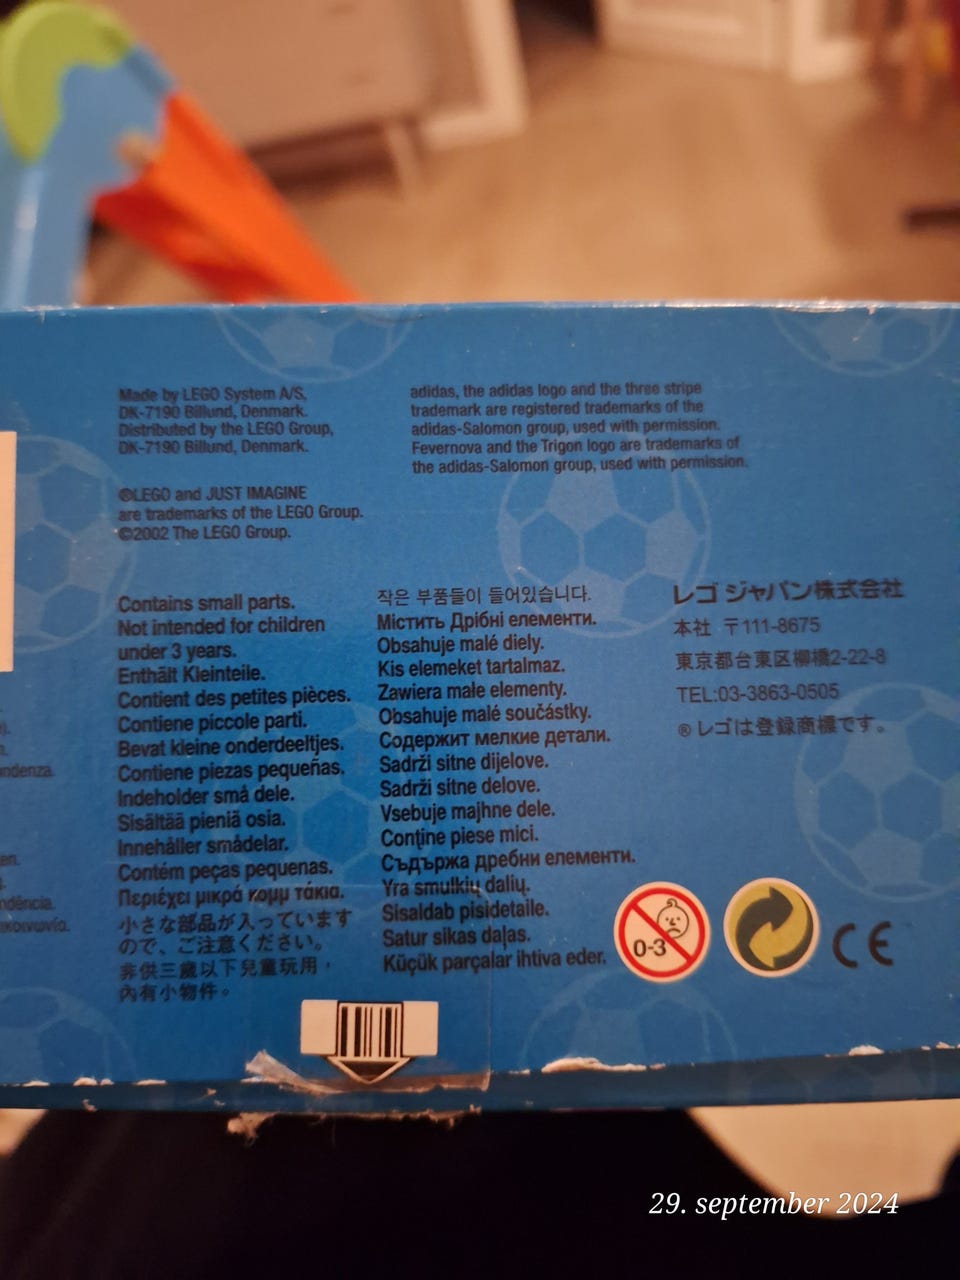 Made by LEGO System A/S,
DK-7190 Billund, Denmark.
Distributed by the LEGO Group,
DK-7190 Billund, Denmark.
®LEGO and JUST IMAGINE
are trademarks of the LEGO Group.
©2002 The LEGO Group.
adidas, the adidas logo and the three stripe
trademark are registered trademarks of the
adidas-Salomon group, used with permission.
Fevernova and the Trigon logo are trademarks of
the adidas-Salomon group, used with permission.
ndenza.
en.
ndência.
ικοινωνία.
Contains small parts.
Not intended for children
under 3 years.
Enthält Kleinteile.
Contient des petites pièces.
Contiene piccole parti.
Bevat kleine onderdeeltjes.
Contiene piezas pequeñas.
Indeholder små dele.
Sisältää pieniä osia.
Innehåller smådelar.
Contém peças pequenas.
Περιέχει μικρά κομμ τάκια.
小さな部品が入っています
ので、ご注意ください。
非供三歲以下兒童玩用，
內有小物件。
작은 부품들이 들어있습니다.
Містить Дрібні елементи.
Obsahuje malé diely.
Kis elemeket tartalmaz.
Zawiera małe elementy.
Obsahuje malé součástky.
Содержит мелкие детали.
Sadrži sitne dijelove.
Sadrži sitne delove.
Vsebuje majhne dele.
Conţine piese mici.
Съдържа дребни елементи.
Yra smulkių dalių.
Sisaldab pisidetaile.
Satur sīkas daļas.
Küçük parçalar ihtiva eder.
レゴ ジャパン株式会社
本社 〒111-8675
東京都台東区柳橋2-22-8
TEL:03-3863-0505
®レゴは登録商標です。
0-3
CE
29. september 2024